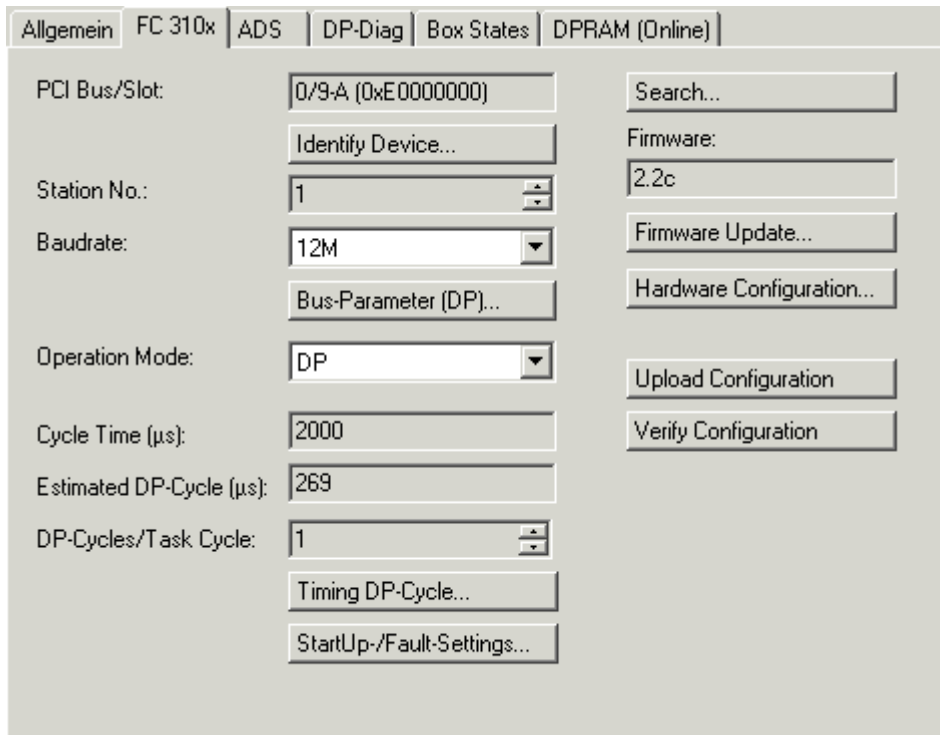 Allgemein FC 310x ADS DP-Diag Box States DPRAM (Online)
PCI Bus/Slot: 0/9-A (0xE0000000) Search...
Identify Device... Firmware:
Station No.: 1 2.2c
Baudrate: 12M Firmware Update...
Bus-Parameter (DP)... Hardware Configuration...
Operation Mode: DP
Upload Configuration
Cycle Time (µs): 2000 Verify Configuration
Estimated DP-Cycle (µs): 269
DP-Cycles/Task Cycle: 1
Timing DP-Cycle...
StartUp-/Fault-Settings...